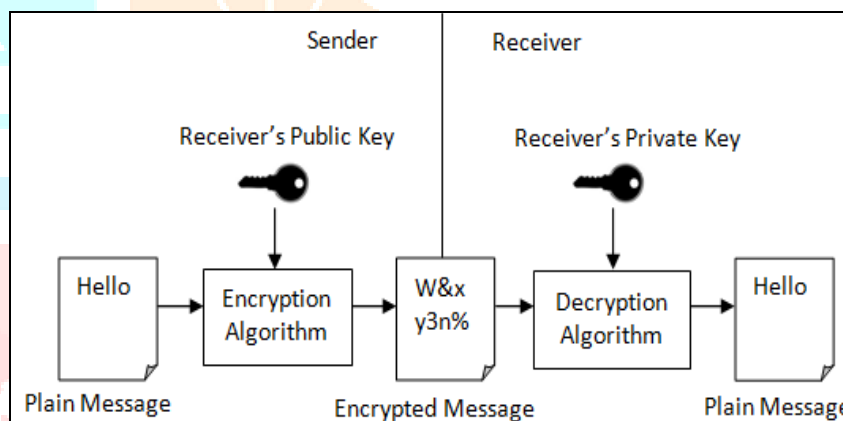 Sender
Receiver
Receiver's Public Key
Receiver's Private Key
Hello
Encryption
Algorithm
W&x
y3n%
Decryption
Algorithm
Hello
Plain Message
Encrypted Message
Plain Message